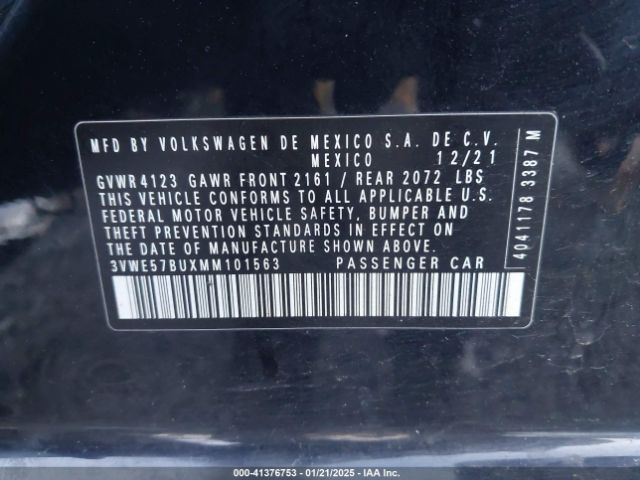 MFD BY VOLKSWAGEN DE MEXICO S.A. DE C.V.
MEXICO 12/21
GVWR 4123 GAWR FRONT 2161 / REAR 2072 LBS
THIS VEHICLE CONFORMS TO ALL APPLICABLE U.S.
FEDERAL MOTOR VEHICLE SAFETY, BUMPER AND
THEFT PREVENTION STANDARDS IN EFFECT ON
THE DATE OF MANUFACTURE SHOWN ABOVE.
3VWE57BUXMM101563 PASSENGER CAR
4041178 3387 M
000-41376753 — 01/21/2025 — IAA, Inc.